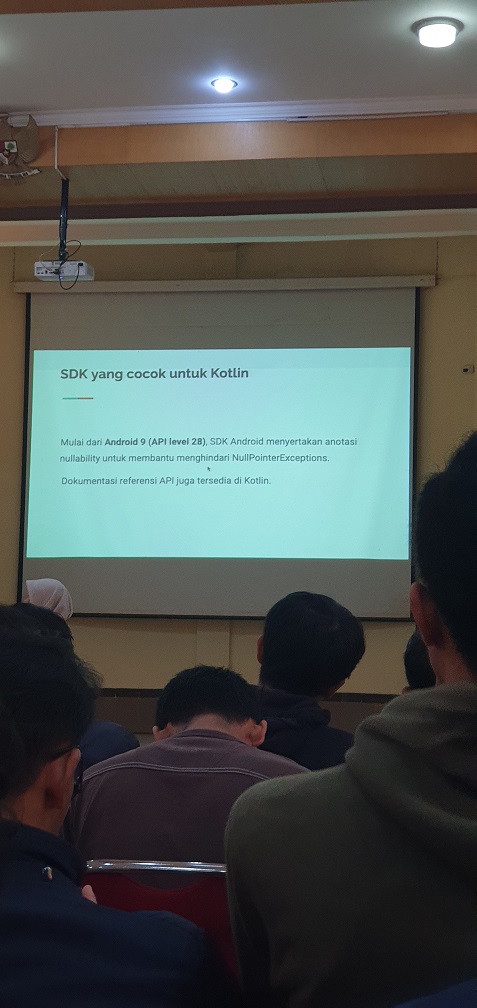 SDK yang cocok untuk Kotlin
Mulai dari Android 9 (API level 28), SDK Android menyertakan anotasi
nullability untuk membantu menghindari NullPointerExceptions.
Dokumentasi referensi API juga tersedia di Kotlin.